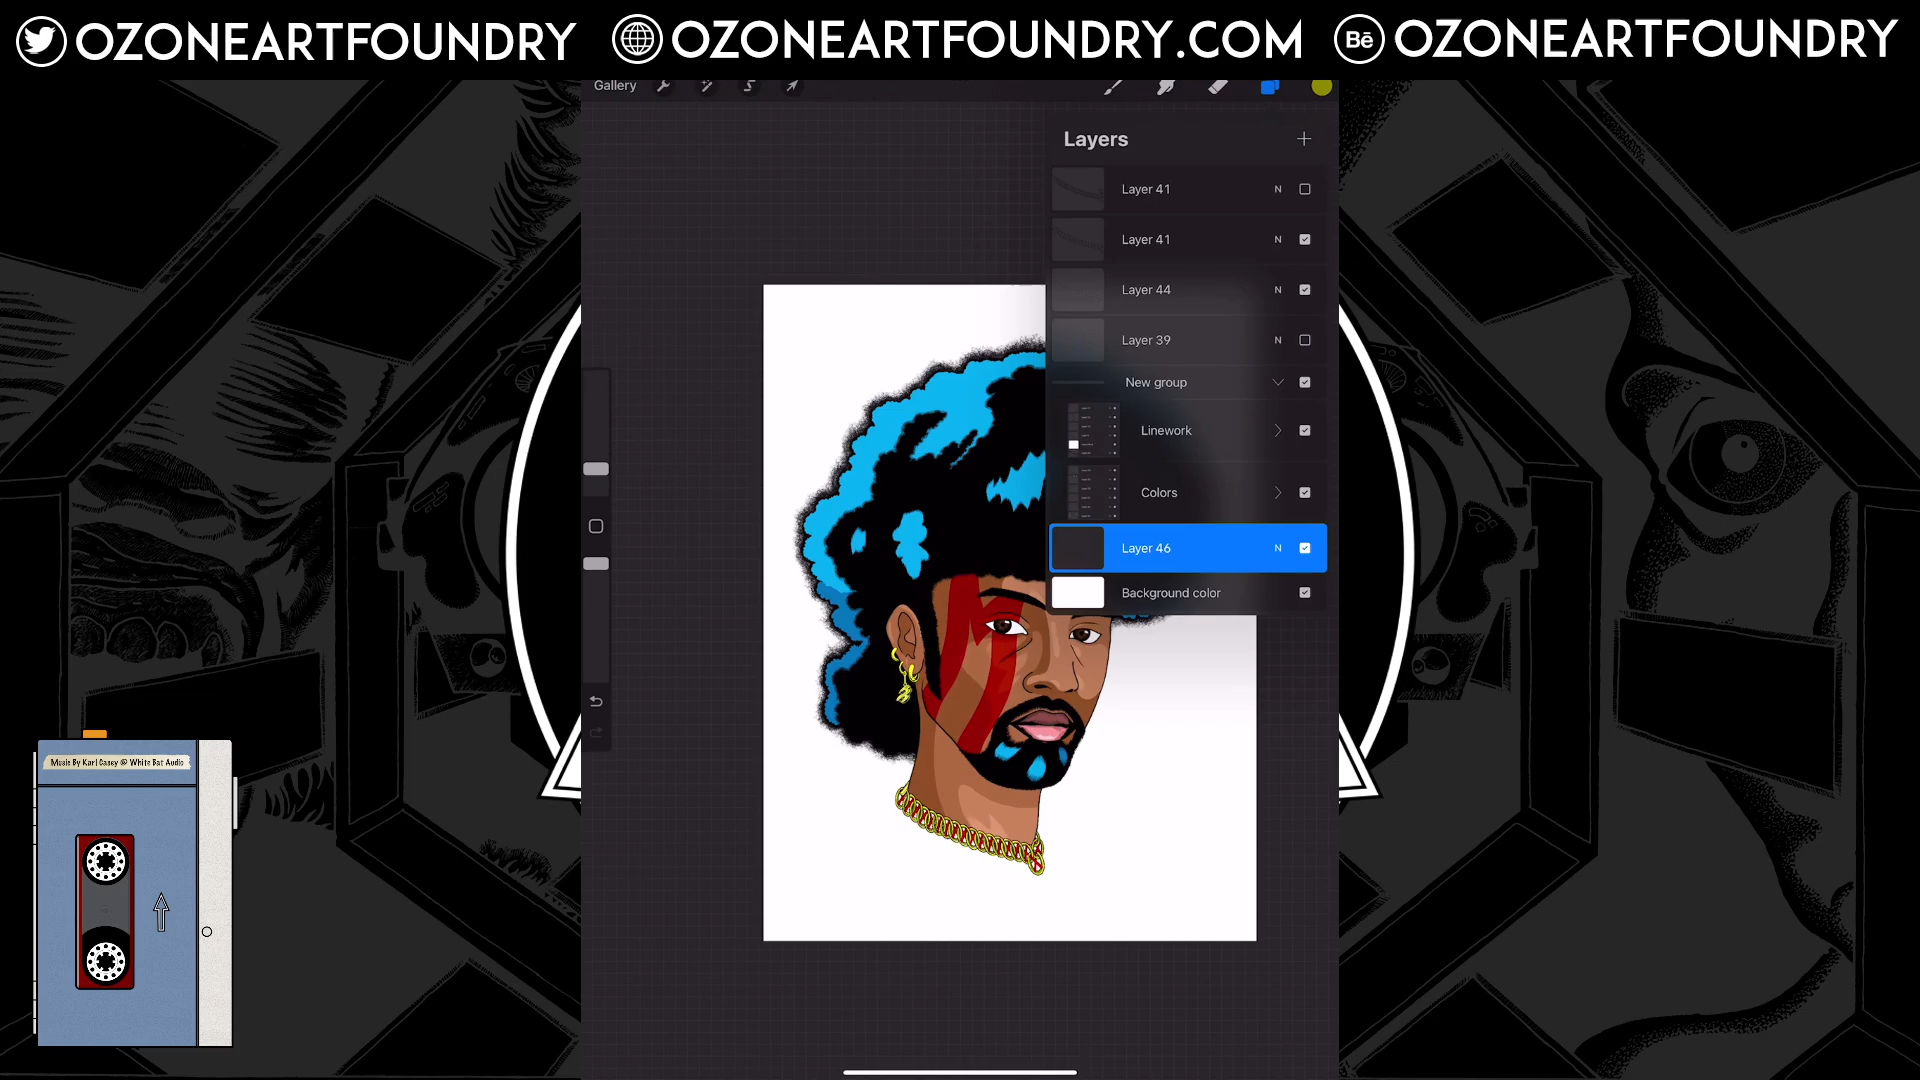 OZONEARTFOUNDRY
OZONEARTFOUNDRY.COM
Bē OZONEARTFOUNDRY
Gallery
Layers
Layer 41 N
Layer 41 N
Layer 44 N
Layer 39 N
New group
Linework
Colors
Layer 46 N
Background color
Music By Karl Casey @ White Bat Audio